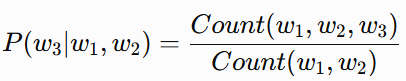 P(w₃|w₁, w₂) = Count(w₁, w₂, w₃) / Count(w₁, w₂)